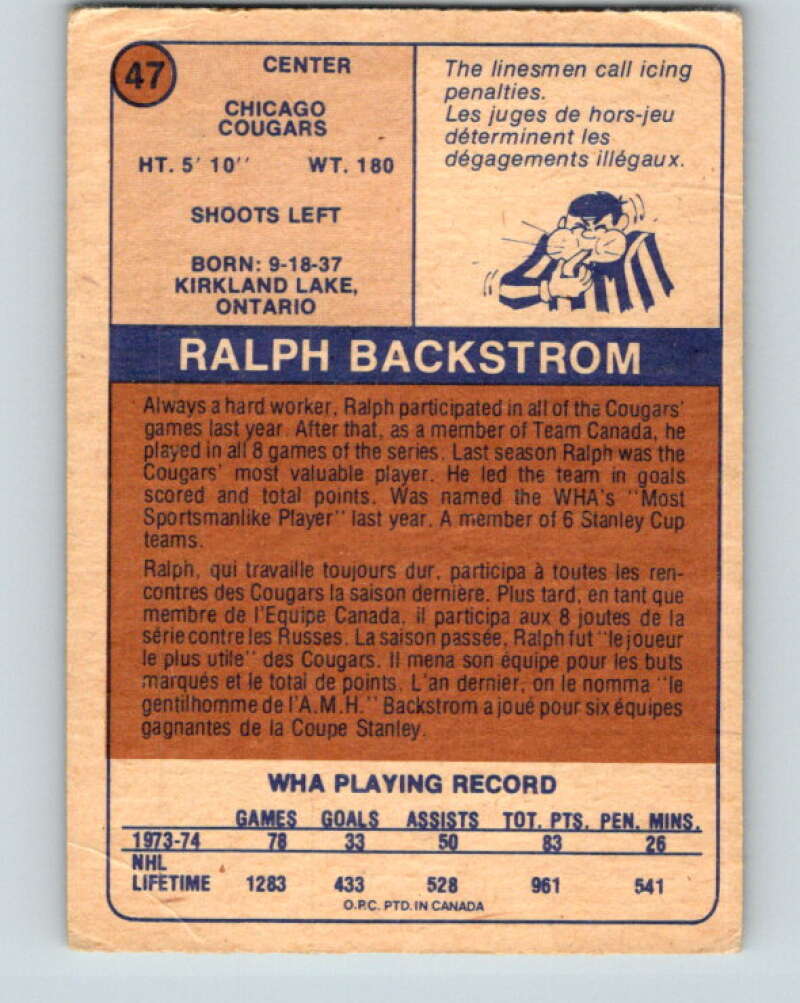 47
CENTER
CHICAGO
COUGARS
HT. 5' 10'' WT. 180
SHOOTS LEFT
BORN: 9-18-37
KIRKLAND LAKE,
ONTARIO
The linesmen call icing
penalties.
Les juges de hors-jeu
déterminent les
dégagements illégaux.
RALPH BACKSTROM
Always a hard worker, Ralph participated in all of the Cougars'
games last year. After that, as a member of Team Canada, he
played in all 8 games of the series. Last season Ralph was the
Cougars' most valuable player. He led the team in goals
scored and total points. Was named the WHA's "Most
Sportsmanlike Player" last year. A member of 6 Stanley Cup
teams.
Ralph, qui travaille toujours dur, participa à toutes les ren-
contres des Cougars la saison dernière. Plus tard, en tant que
membre de l'Equipe Canada, il participa aux 8 joutes de la
série contre les Russes. La saison passée, Ralph fut "le joueur
le plus utile" des Cougars. Il mena son équipe pour les buts
marqués et le total de points. L'an dernier, on le nomma "le
gentilhomme de l'A.M.H." Backstrom a joué pour six équipes
gagnantes de la Coupe Stanley.
WHA PLAYING RECORD
GAMES GOALS ASSISTS TOT. PTS. PEN. MINS.
1973-74 78 33 50 83 26
NHL
LIFETIME 1283 433 528 961 541
O.P.C. PTD. IN CANADA